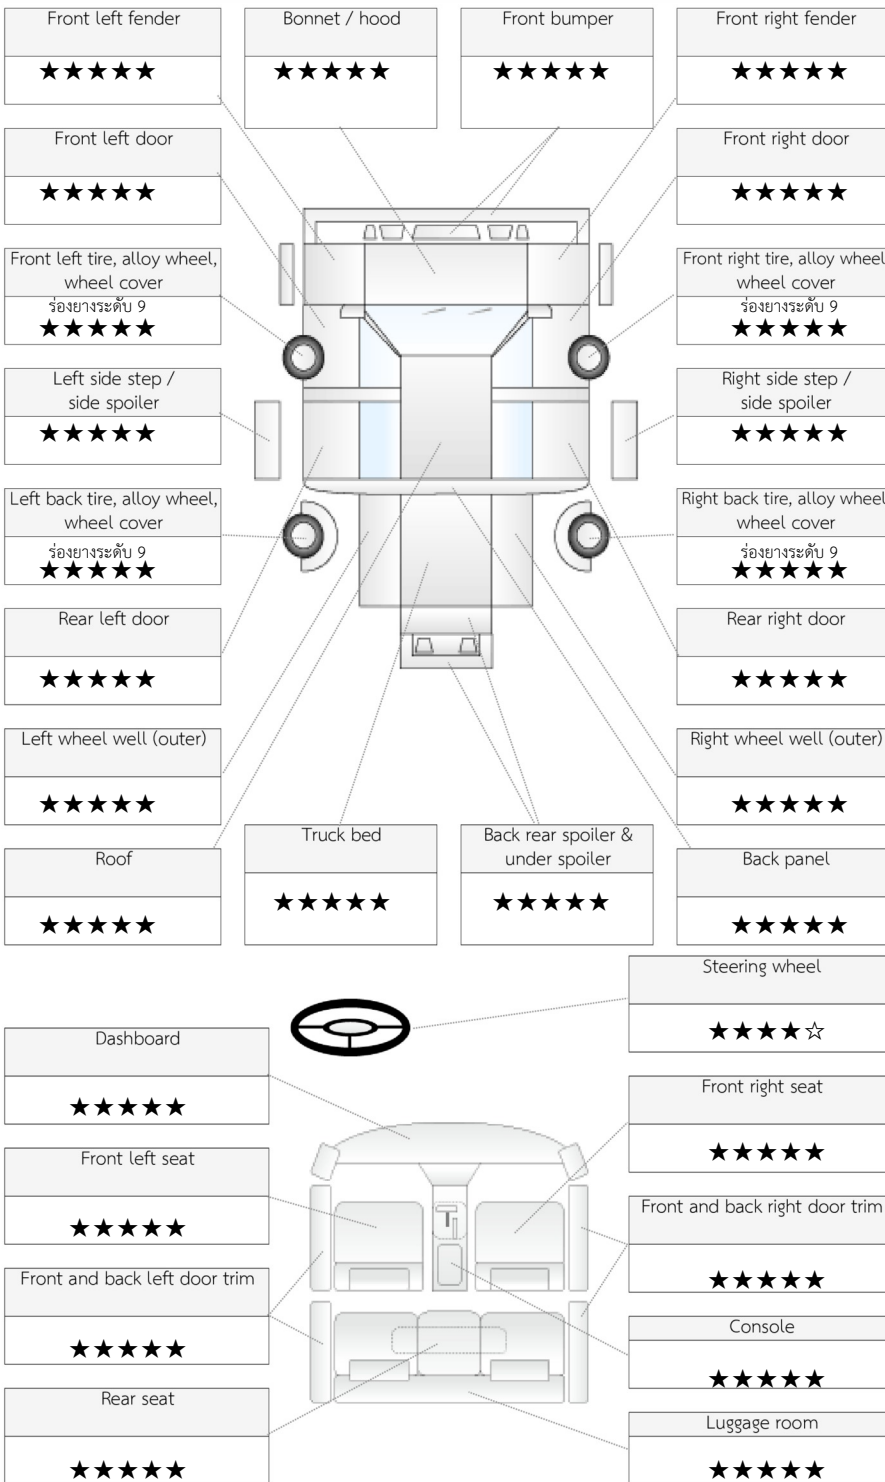 Front left fender
★★★★★
Bonnet / hood
★★★★★
Front bumper
★★★★★
Front right fender
★★★★★
Front left door
★★★★★
Front right door
★★★★★
Front left tire, alloy wheel,
wheel cover
ร่องยางระดับ 9
★★★★★
Front right tire, alloy wheel
wheel cover
ร่องยางระดับ 9
★★★★★
Left side step /
side spoiler
★★★★★
Right side step /
side spoiler
★★★★★
Left back tire, alloy wheel,
wheel cover
ร่องยางระดับ 9
★★★★★
Right back tire, alloy wheel
wheel cover
ร่องยางระดับ 9
★★★★★
Rear left door
★★★★★
Rear right door
★★★★★
Left wheel well (outer)
★★★★★
Right wheel well (outer)
★★★★★
Roof
★★★★★
Truck bed
★★★★★
Back rear spoiler &
under spoiler
★★★★★
Back panel
★★★★★
Steering wheel
★★★★☆
Dashboard
★★★★★
Front right seat
★★★★★
Front left seat
★★★★★
Front and back right door trim
★★★★★
Front and back left door trim
★★★★★
Console
★★★★★
Rear seat
★★★★★
Luggage room
★★★★★